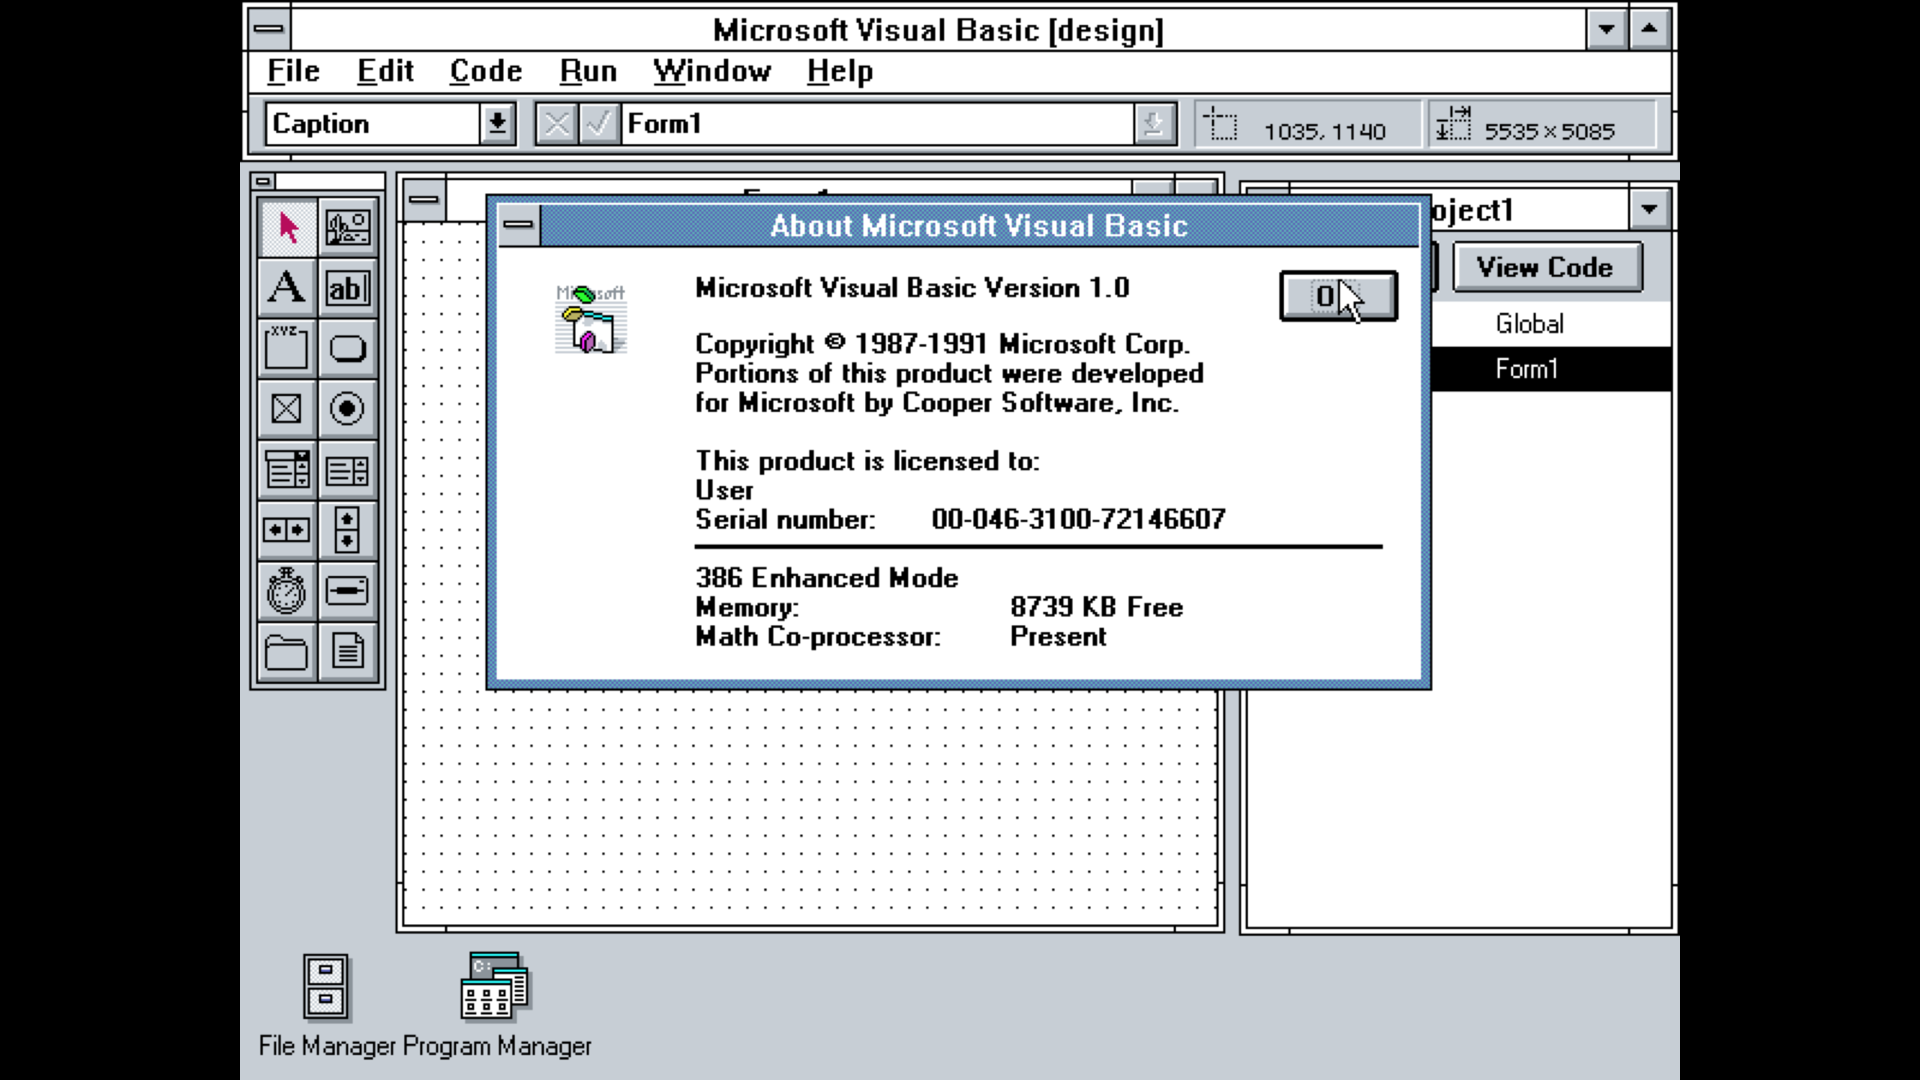 Microsoft Visual Basic [design]
File Edit Code Run Window Help
Caption Form1 1035, 1140 5535×5085
A ab
XYZ
About Microsoft Visual Basic
View Code
Global
Form1
Microsoft Visual Basic Version 1.0
Copyright © 1987-1991 Microsoft Corp.
Portions of this product were developed
for Microsoft by Cooper Software, Inc.
This product is licensed to:
User
Serial number: 00-046-3100-72146607
386 Enhanced Mode
Memory: 8739 KB Free
Math Co-processor: Present
C:
File Manager Program Manager